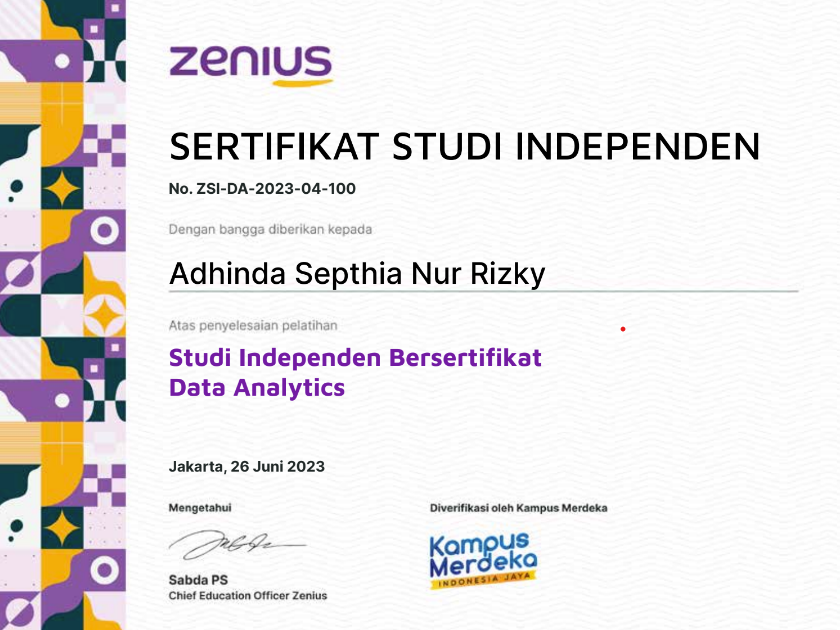 zenius
SERTIFIKAT STUDI INDEPENDEN
No. ZSI-DA-2023-04-100
Dengan bangga diberikan kepada
Adhinda Septhia Nur Rizky
Atas penyelesaian pelatihan
Studi Independen Bersertifikat
Data Analytics
Jakarta, 26 Juni 2023
Mengetahui
Diverifikasi oleh Kampus Merdeka
Kampus
Merdeka
INDONESIA JAYA
Sabda PS
Chief Education Officer Zenius